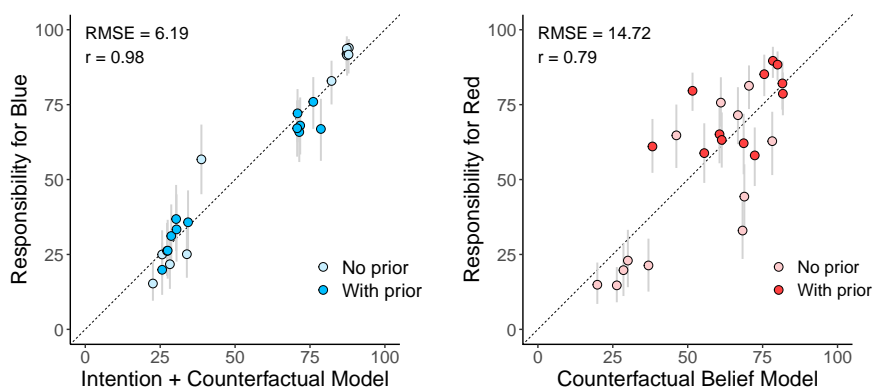 RMSE = 6.19
r = 0.98
100
75
50
25
0
Responsibility for Blue
No prior
With prior
0 25 50 75 100
Intention + Counterfactual Model
RMSE = 14.72
r = 0.79
100
75
50
25
0
Responsibility for Red
No prior
With prior
0 25 50 75 100
Counterfactual Belief Model